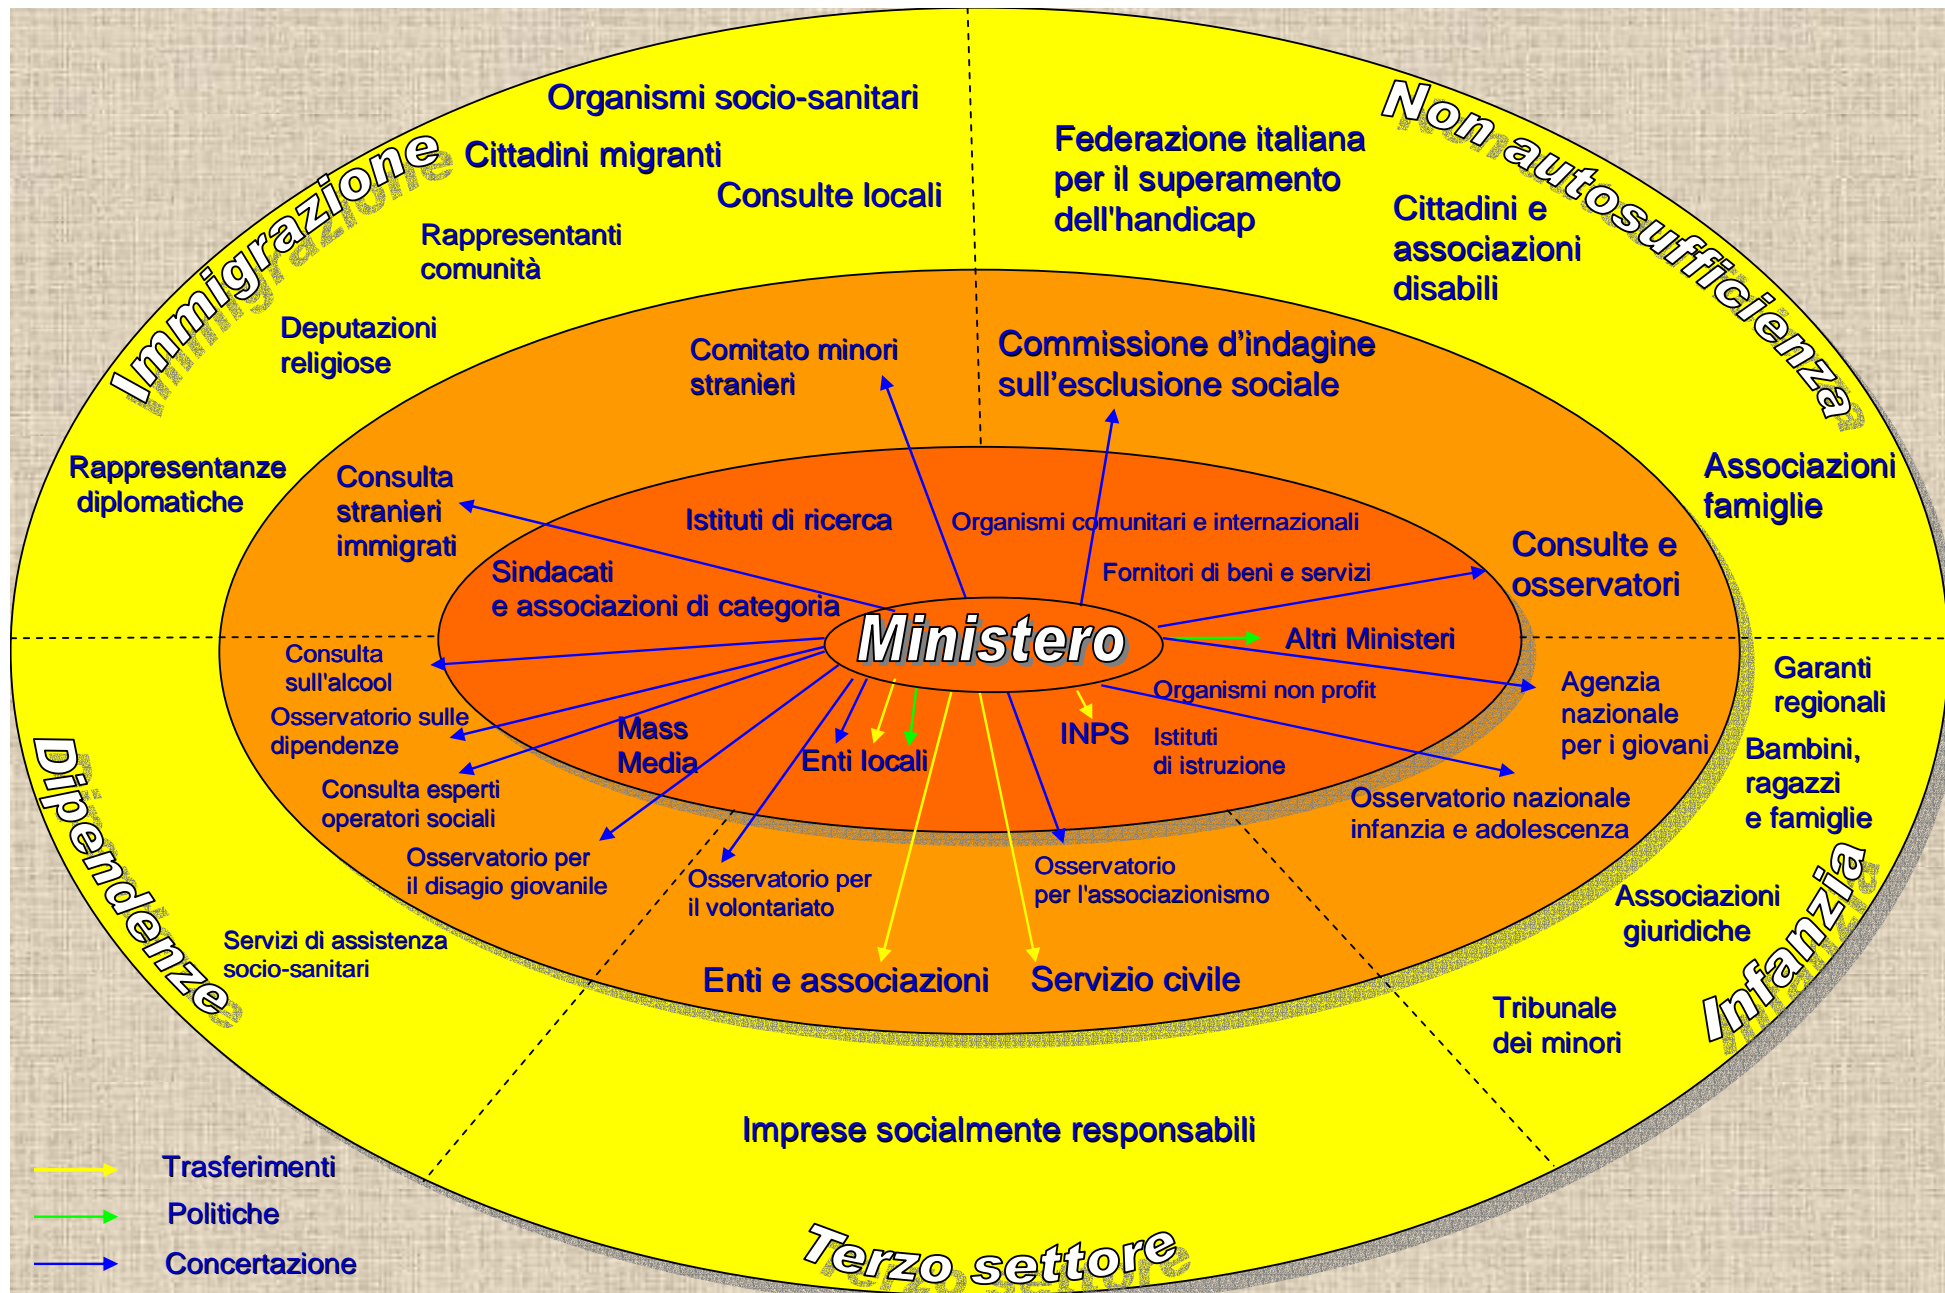 Organismi socio-sanitari
Cittadini migranti
Consulte locali
Immigrazione
Rappresentanti
comunità
Deputazioni
religiose
Rappresentanze
diplomatiche
Federazione italiana
per il superamento
dell'handicap
Non autosufficienza
Cittadini e
associazioni
disabili
Associazioni
famiglie
Comitato minori
stranieri
Commissione d’indagine
sull’esclusione sociale
Consulta
stranieri
immigrati
Consulte e
osservatori
Istituti di ricerca
Organismi comunitari e internazionali
Sindacati
e associazioni di categoria
Fornitori di beni e servizi
Ministero
Altri Ministeri
Organismi non profit
Mass
Media
Enti locali
INPS
Istituti
di istruzione
Consulta
sull'alcool
Osservatorio sulle
dipendenze
Consulta esperti
operatori sociali
Osservatorio per
il disagio giovanile
Osservatorio per
il volontariato
Osservatorio
per l'associazionismo
Enti e associazioni
Servizio civile
Agenzia
nazionale
per i giovani
Osservatorio nazionale
infanzia e adolescenza
Garanti
regionali
Bambini,
ragazzi
e famiglie
Associazioni
giuridiche
Infanzia
Tribunale
dei minori
Dipendenze
Servizi di assistenza
socio-sanitari
Imprese socialmente responsabili
Terzo settore
Trasferimenti
Politiche
Concertazione